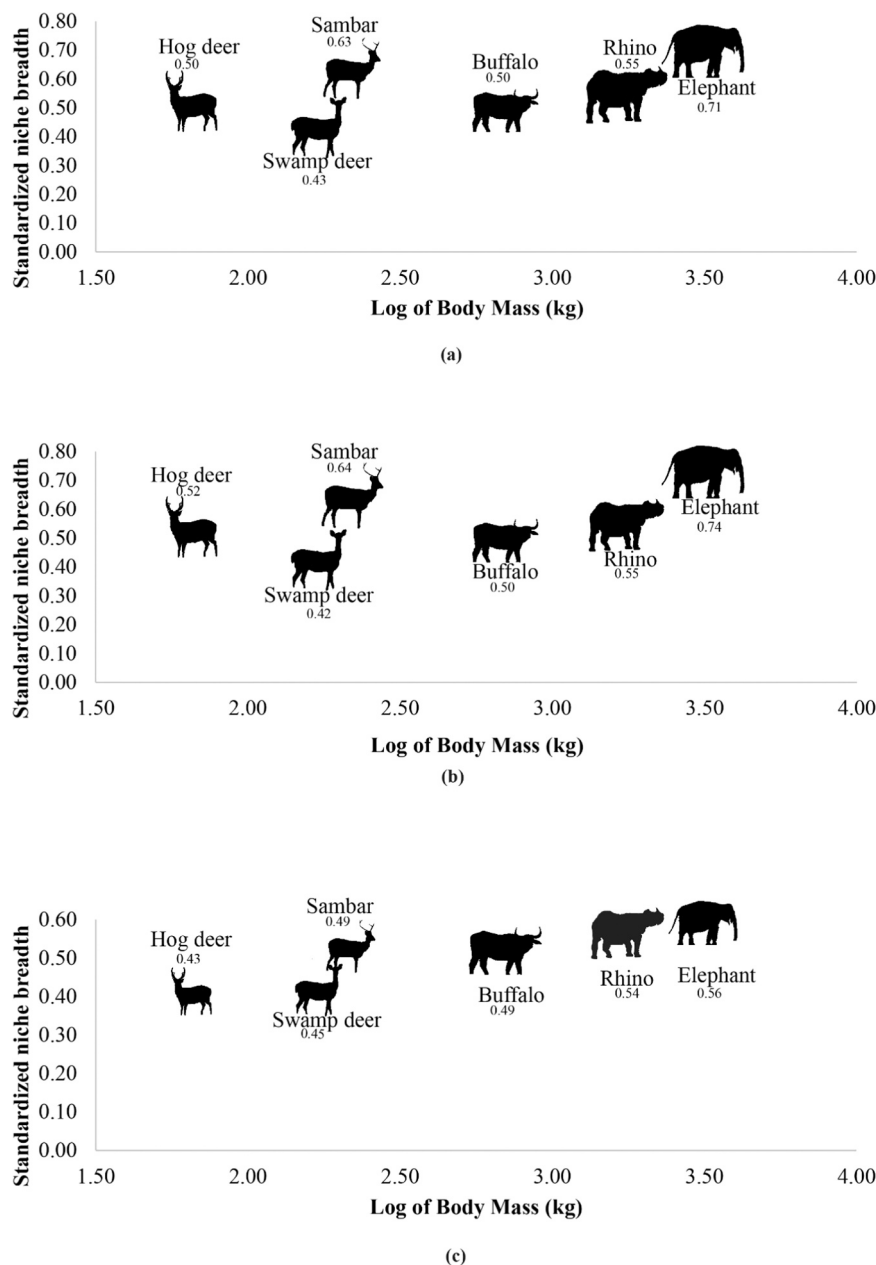 Standardized niche breadth
0.80
0.70
0.60
0.50
0.40
0.30
0.20
0.10
0.00
Hog deer
0.50
Sambar
0.63
Swamp deer
0.43
Buffalo
0.50
Rhino
0.55
Elephant
0.71
1.50 2.00 2.50 3.00 3.50 4.00
Log of Body Mass (kg)
(a)
Standardized niche breadth
0.80
0.70
0.60
0.50
0.40
0.30
0.20
0.10
0.00
Hog deer
0.52
Sambar
0.64
Swamp deer
0.42
Buffalo
0.50
Rhino
0.55
Elephant
0.74
1.50 2.00 2.50 3.00 3.50 4.00
Log of Body Mass (kg)
(b)
Standardized niche breadth
0.60
0.50
0.40
0.30
0.20
0.10
0.00
Hog deer
0.43
Sambar
0.49
Swamp deer
0.45
Buffalo
0.49
Rhino
0.54
Elephant
0.56
1.50 2.00 2.50 3.00 3.50 4.00
Log of Body Mass (kg)
(c)